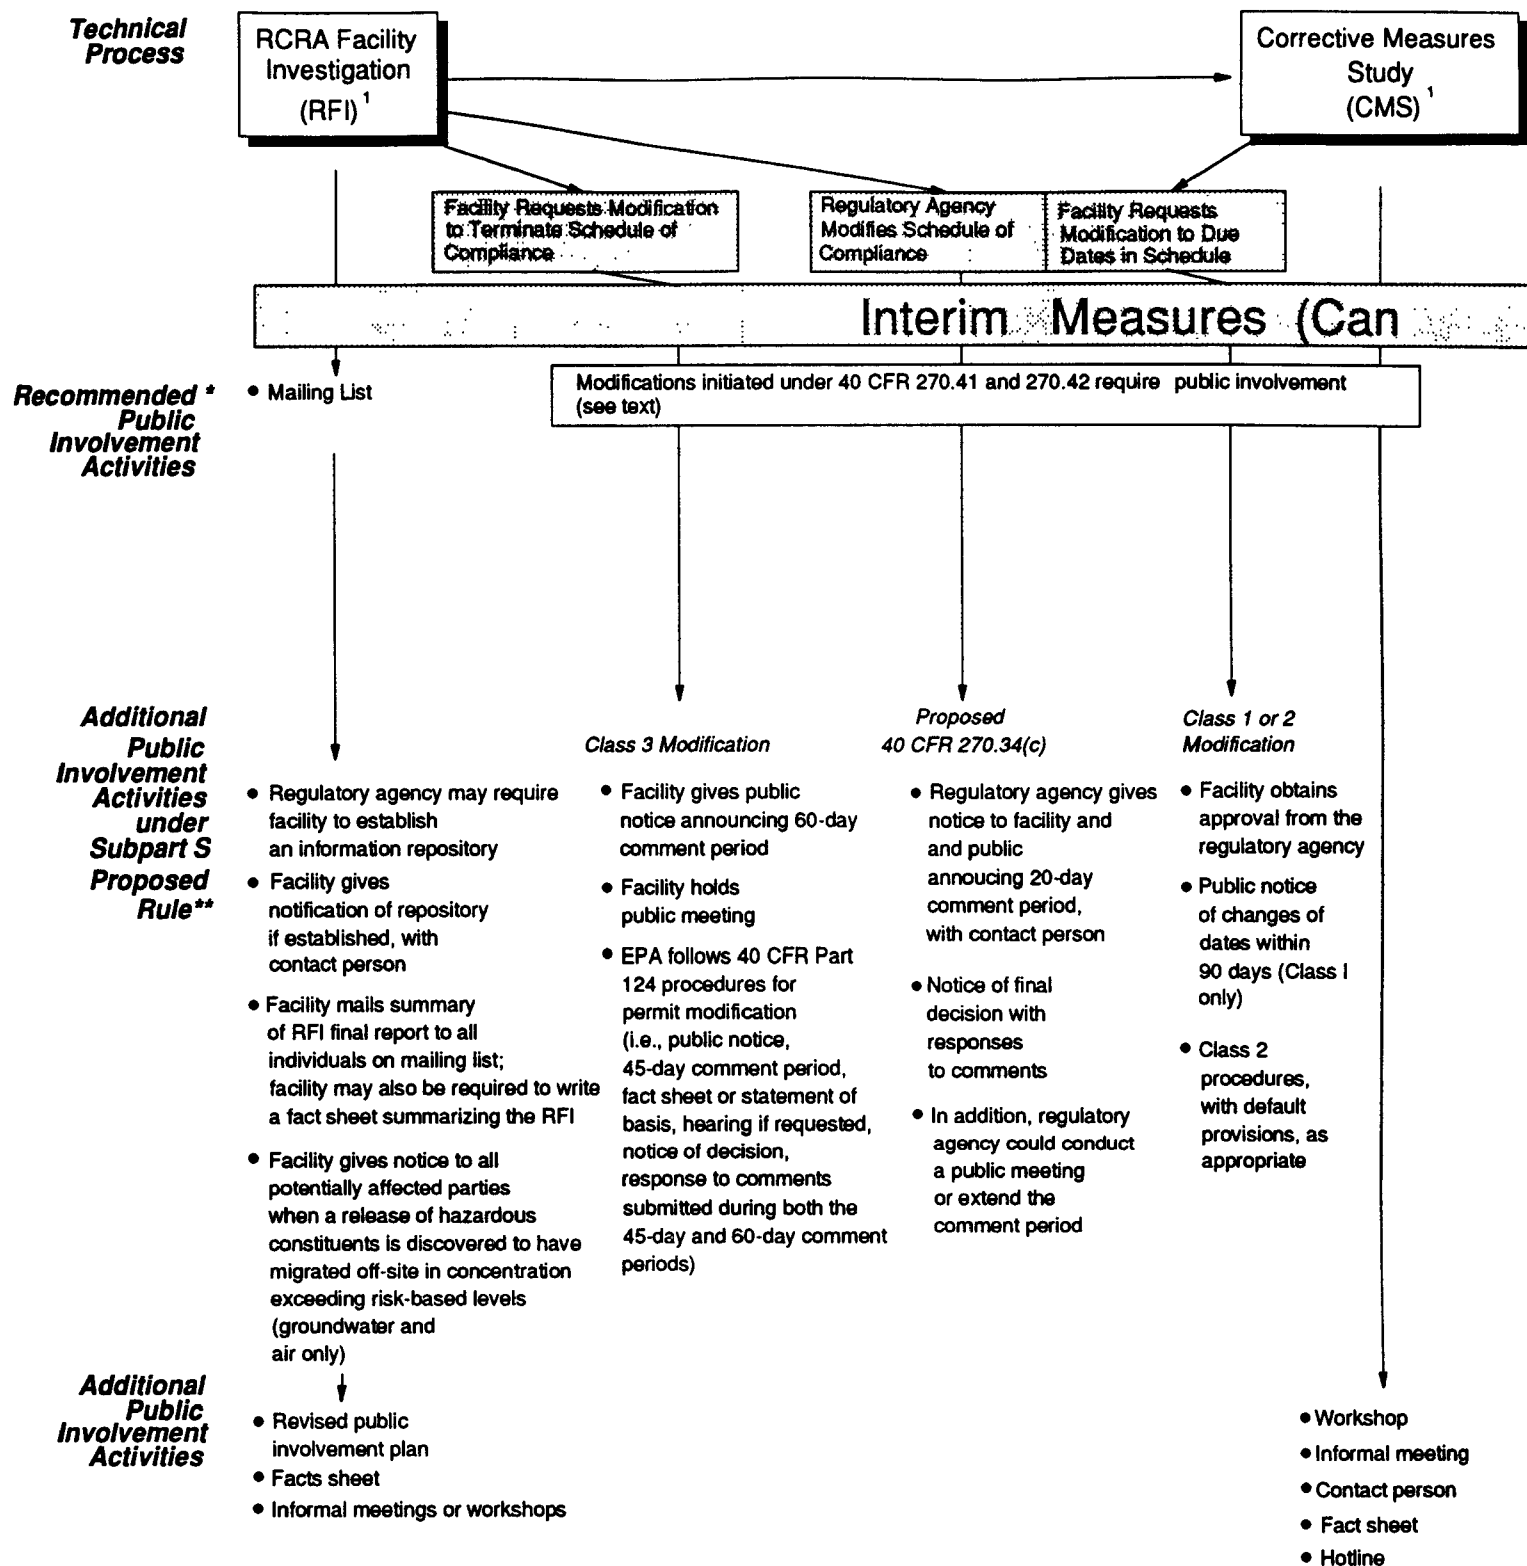 Technical
Process
RCRA Facility
Investigation
(RFI) 1
Corrective Measures
Study
(CMS) 1
Facility Requests Modification
to Terminate Schedule of
Compliance
Regulatory Agency
Modifies Schedule of
Compliance
Facility Requests
Modification to Due
Dates in Schedule
Interim Measures (Can
Recommended *
Public
Involvement
Activities
● Mailing List
Modifications initiated under 40 CFR 270.41 and 270.42 require public involvement
(see text)
Additional
Public
Involvement
Activities
under
Subpart S
Proposed
Rule**
● Regulatory agency may require
facility to establish
an information repository
● Facility gives
notification of repository
if established, with
contact person
● Facility mails summary
of RFI final report to all
individuals on mailing list;
facility may also be required to write
a fact sheet summarizing the RFI
● Facility gives notice to all
potentially affected parties
when a release of hazardous
constituents is discovered to have
migrated off-site in concentration
exceeding risk-based levels
(groundwater and
air only)
Class 3 Modification
● Facility gives public
notice announcing 60-day
comment period
● Facility holds
public meeting
● EPA follows 40 CFR Part
124 procedures for
permit modification
(i.e., public notice,
45-day comment period,
fact sheet or statement of
basis, hearing if requested,
notice of decision,
response to comments
submitted during both the
45-day and 60-day comment
periods)
Proposed
40 CFR 270.34(c)
● Regulatory agency gives
notice to facility and
and public
annoucing 20-day
comment period,
with contact person
● Notice of final
decision with
responses
to comments
● In addition, regulatory
agency could conduct
a public meeting
or extend the
comment period
Class 1 or 2
Modification
● Facility obtains
approval from the
regulatory agency
● Public notice
of changes of
dates within
90 days (Class I
only)
● Class 2
procedures,
with default
provisions, as
appropriate
Additional
Public
Involvement
Activities
● Revised public
involvement plan
● Facts sheet
● Informal meetings or workshops
● Workshop
● Informal meeting
● Contact person
● Fact sheet
● Hotline